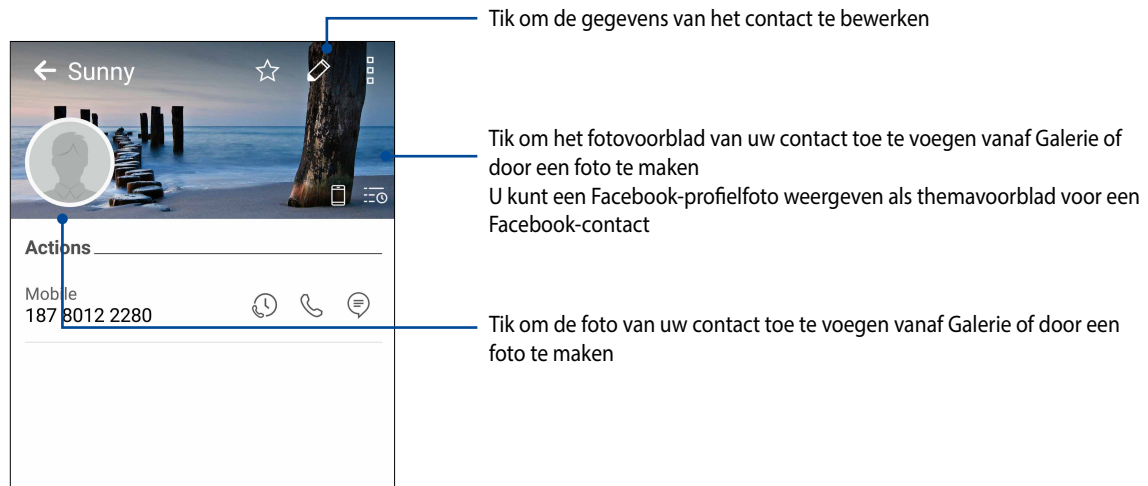 Tik om de gegevens van het contact te bewerken
Sunny
Tik om het fotovoorblad van uw contact toe te voegen vanaf Galerie of
door een foto te maken
U kunt een Facebook-profielfoto weergeven als themavoorblad voor een
Facebook-contact
Actions
Mobile
187 8012 2280
Tik om de foto van uw contact toe te voegen vanaf Galerie of door een
foto te maken